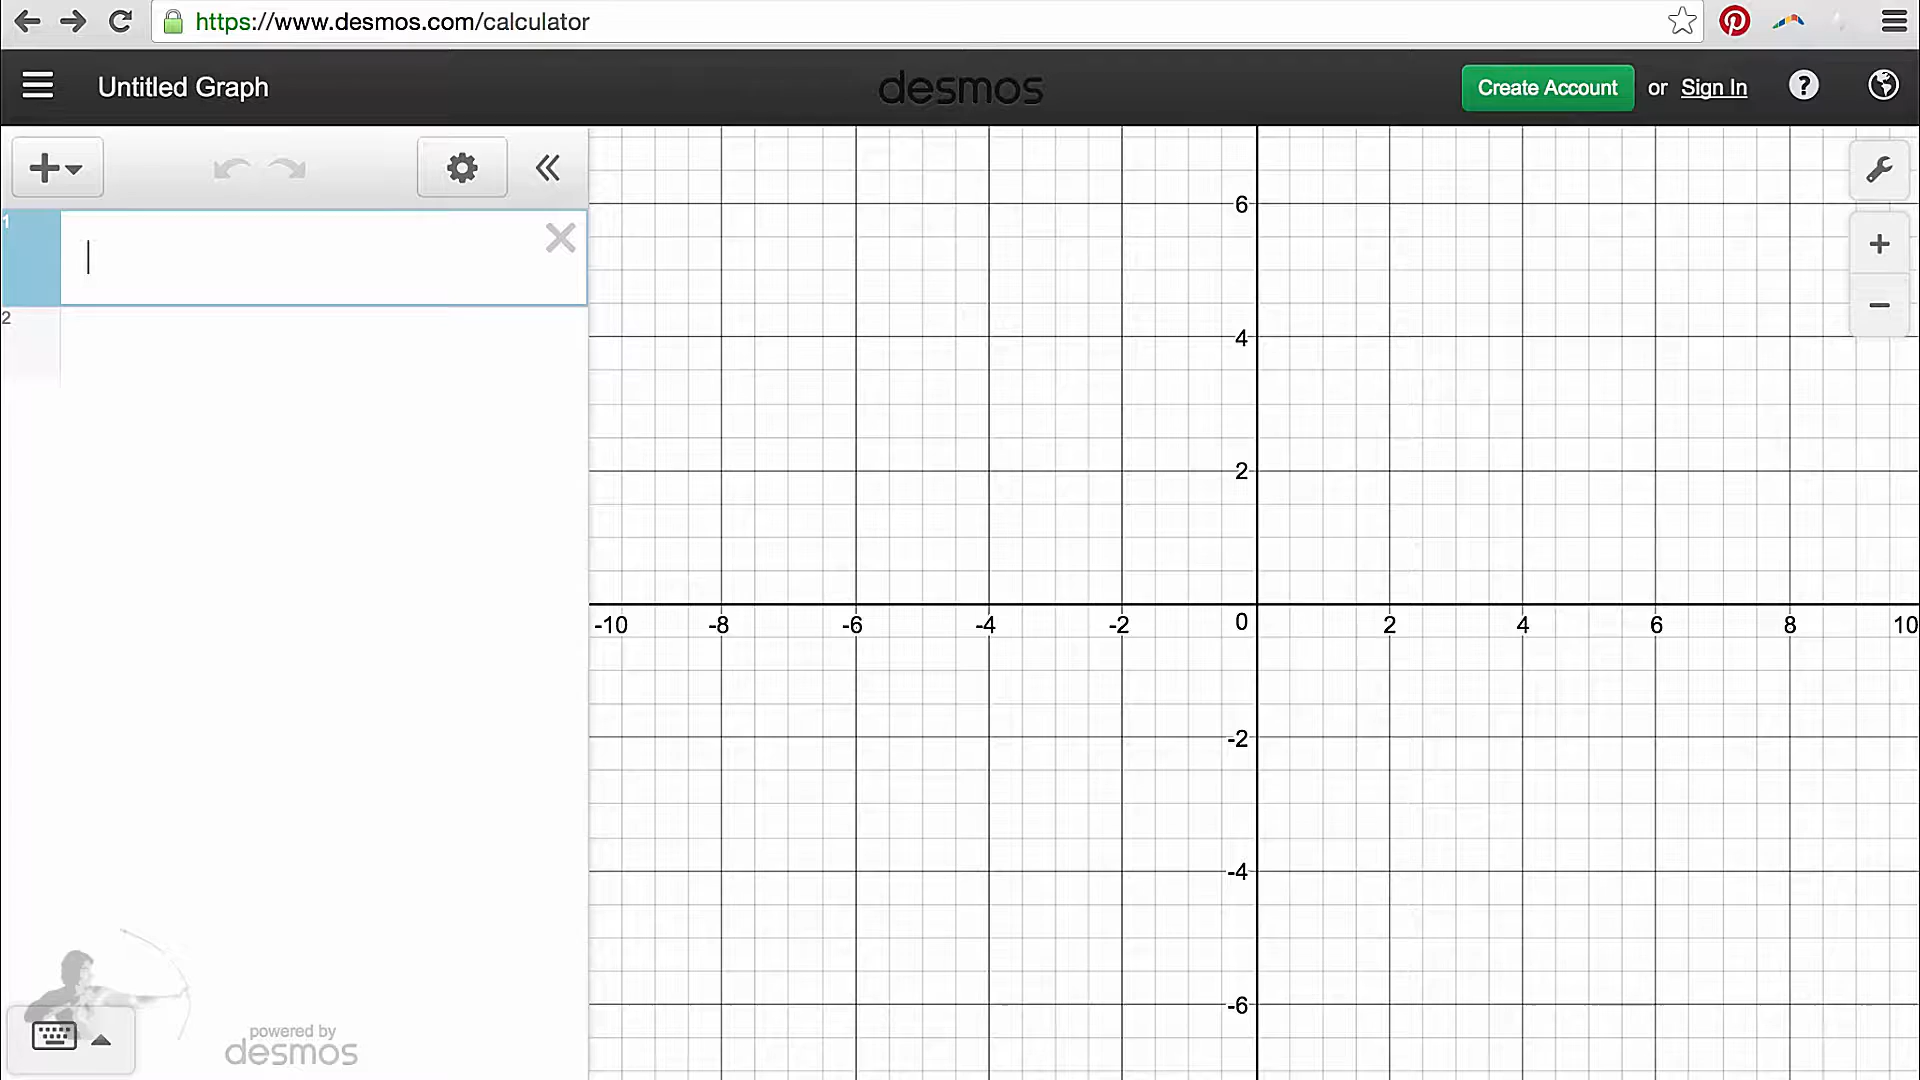 https://www.desmos.com/calculator
Untitled Graph
desmos
Create Account or Sign In ?
1
2
6
4
2
-10 -8 -6 -4 -2 0 2 4 6 8 10
-2
-4
-6
powered by
desmos